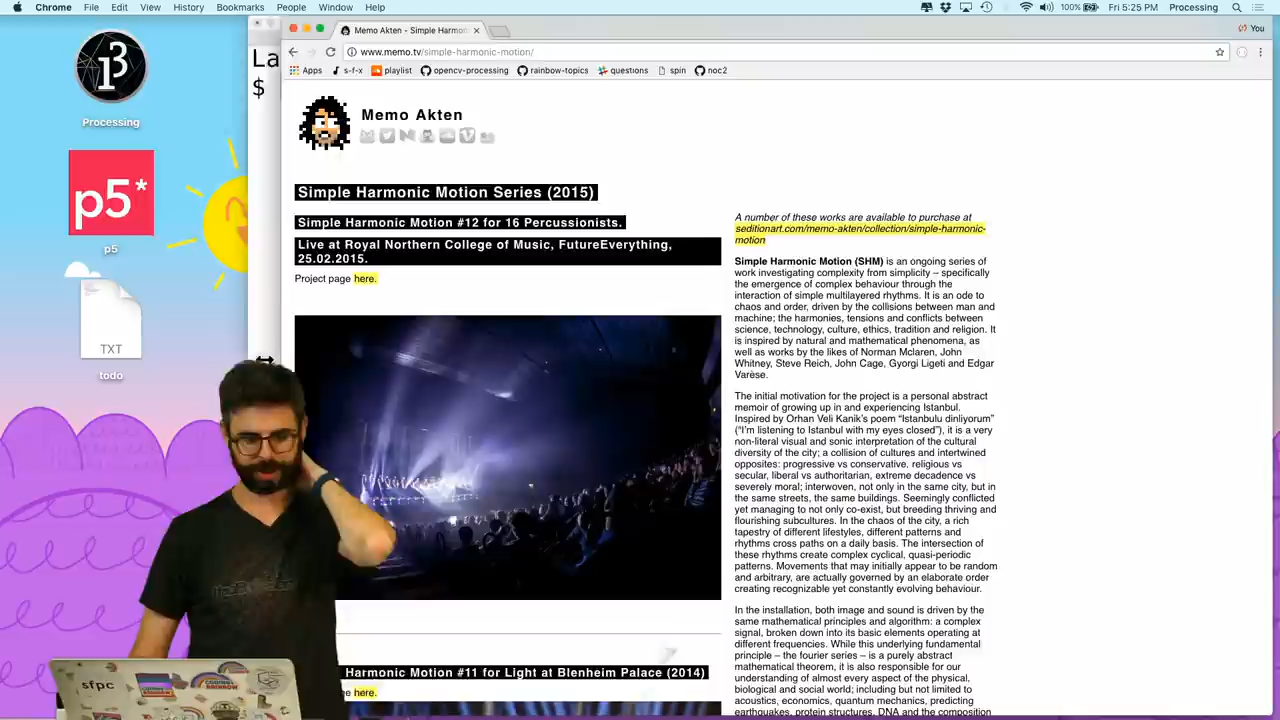 Chrome File Edit View History Bookmarks People Window Help
100% Fri 5:25 PM Processing
Memo Akten - Simple Harmo
You
www.memo.tv/simple-harmonic-motion/
Apps s-f-x playlist opencv-processing rainbow-topics questions spin noc2
La
$
Processing
p5*
p5
TXT
todo
Memo Akten
Simple Harmonic Motion Series (2015)
Simple Harmonic Motion #12 for 16 Percussionists.
Live at Royal Northern College of Music, FutureEverything,
25.02.2015.
Project page here.
Harmonic Motion #11 for Light at Blenheim Palace (2014)
here.
A number of these works are available to purchase at
seditionart.com/memo-akten/collection/simple-harmonic-
motion
Simple Harmonic Motion (SHM) is an ongoing series of
work investigating complexity from simplicity – specifically
the emergence of complex behaviour through the
interaction of simple multilayered rhythms. It is an ode to
chaos and order, driven by the collisions between man and
machine; the harmonies, tensions and conflicts between
science, technology, culture, ethics, tradition and religion. It
is inspired by natural and mathematical phenomena, as
well as works by the likes of Norman Mclaren, John
Whitney, Steve Reich, John Cage, Gyorgi Ligeti and Edgar
Varèse.
The initial motivation for the project is a personal abstract
memoir of growing up in and experiencing Istanbul.
Inspired by Orhan Veli Kanik's poem “Istanbulu dinliyorum”
(“I'm listening to Istanbul with my eyes closed”), it is a very
non-literal visual and sonic interpretation of the cultural
diversity of the city; a collision of cultures and intertwined
opposites: progressive vs conservative, religious vs
secular, liberal vs authoritarian, extreme decadence vs
severely moral; interwoven, not only in the same city, but in
the same streets, the same buildings. Seemingly conflicted
yet managing to not only co-exist, but breeding thriving and
flourishing subcultures. In the chaos of the city, a rich
tapestry of different lifestyles, different patterns and
rhythms cross paths on a daily basis. The intersection of
these rhythms create complex cyclical, quasi-periodic
patterns. Movements that may initially appear to be random
and arbitrary, are actually governed by an elaborate order
creating recognizable yet constantly evolving behaviour.
In the installation, both image and sound is driven by the
same mathematical principles and algorithm: a complex
signal, broken down into its basic elements operating at
different frequencies. While this underlying fundamental
principle – the fourier series – is a purely abstract
mathematical theorem, it is also responsible for our
understanding of almost every aspect of the physical,
biological and social world; including but not limited to
acoustics, economics, quantum mechanics, predicting
earthquakes, protein structures, DNA and the composition
sfpc